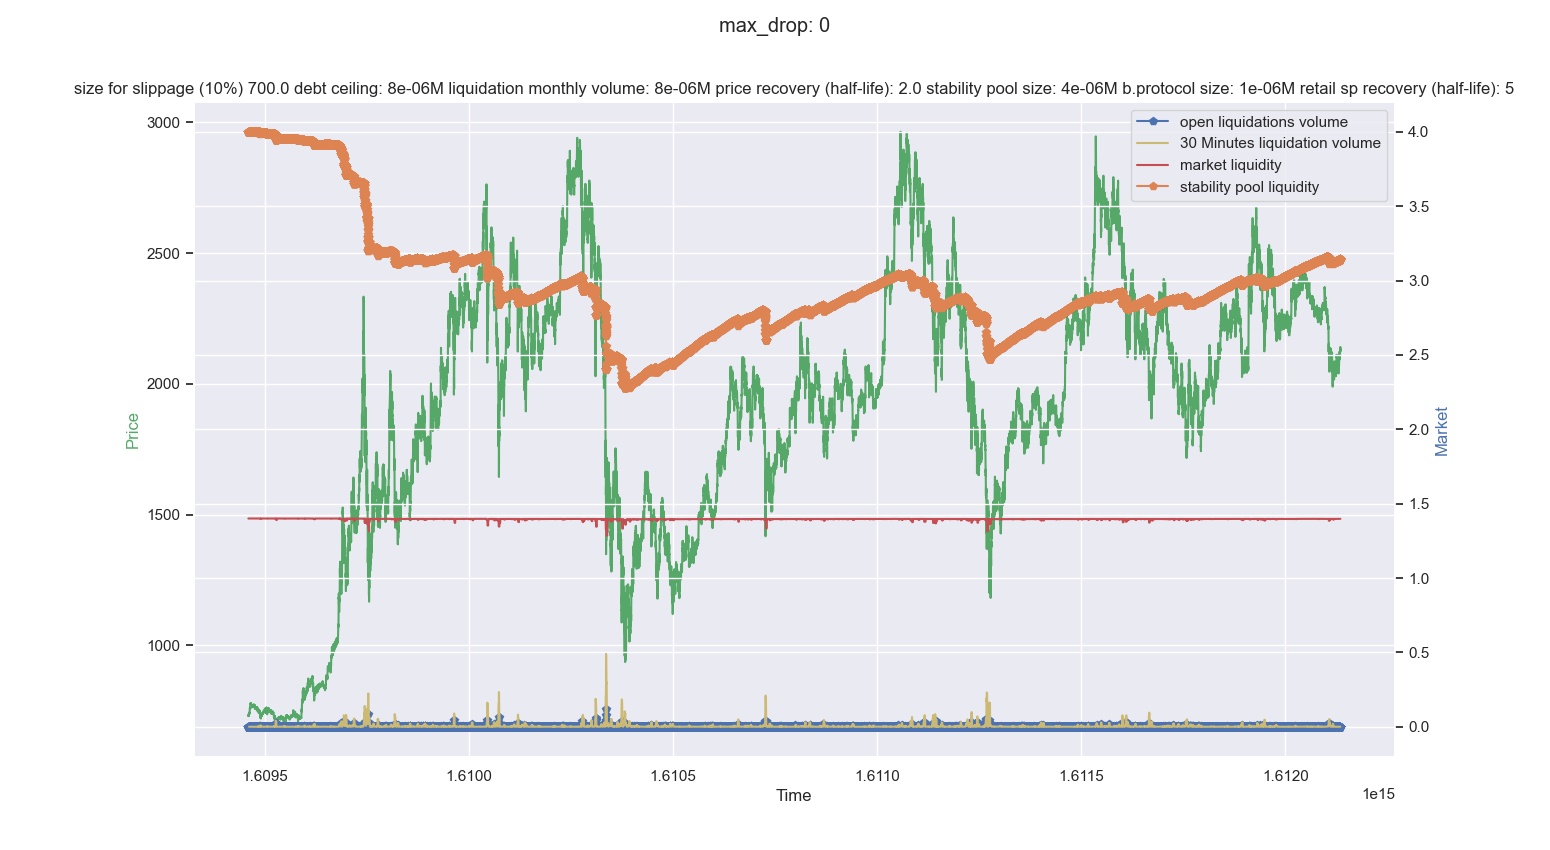 max_drop: 0
size for slippage (10%) 700.0 debt ceiling: 8e-06M liquidation monthly volume: 8e-06M price recovery (half-life): 2.0 stability pool size: 4e-06M b.protocol size: 1e-06M retail sp recovery (half-life): 5
open liquidations volume
30 Minutes liquidation volume
market liquidity
stability pool liquidity
3000
2500
2000
1500
1000
Price
4.0
3.5
3.0
2.5
2.0
1.5
1.0
0.5
0.0
Market
1.6095 1.6100 1.6105 1.6110 1.6115 1.6120
Time
1e15